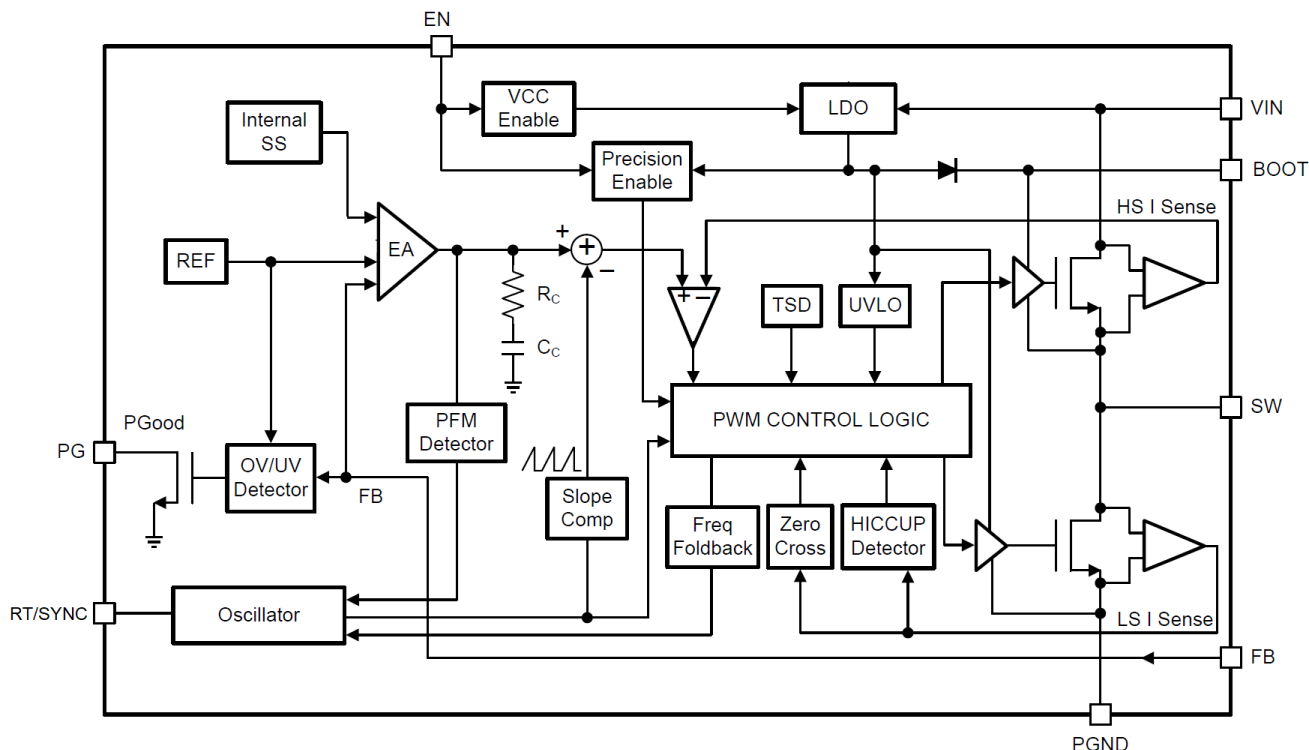 EN
VCC
Enable
LDO
VIN
Internal
SS
Precision
Enable
BOOT
HS I Sense
EA
+
+
−
REF
+ −
TSD
UVLO
R_C
C_C
PWM CONTROL LOGIC
SW
PGood
PG
OV/UV
Detector
FB
PFM
Detector
Slope
Comp
Freq
Foldback
Zero
Cross
HICCUP
Detector
RT/SYNC
Oscillator
LS I Sense
FB
PGND